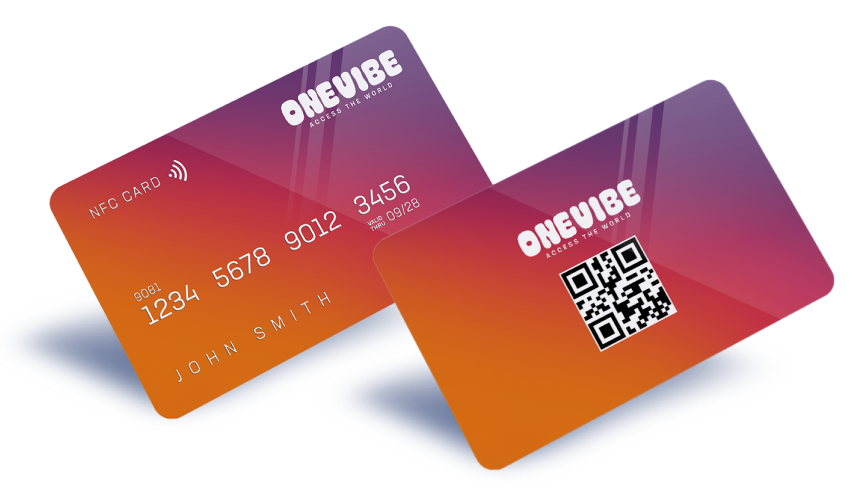 ONEVIBE
ACCESS THE WORLD
NFC CARD
1234 5678 9012 3456
9081
VALID THRU 09/28
JOHN SMITH
ONEVIBE
ACCESS THE WORLD